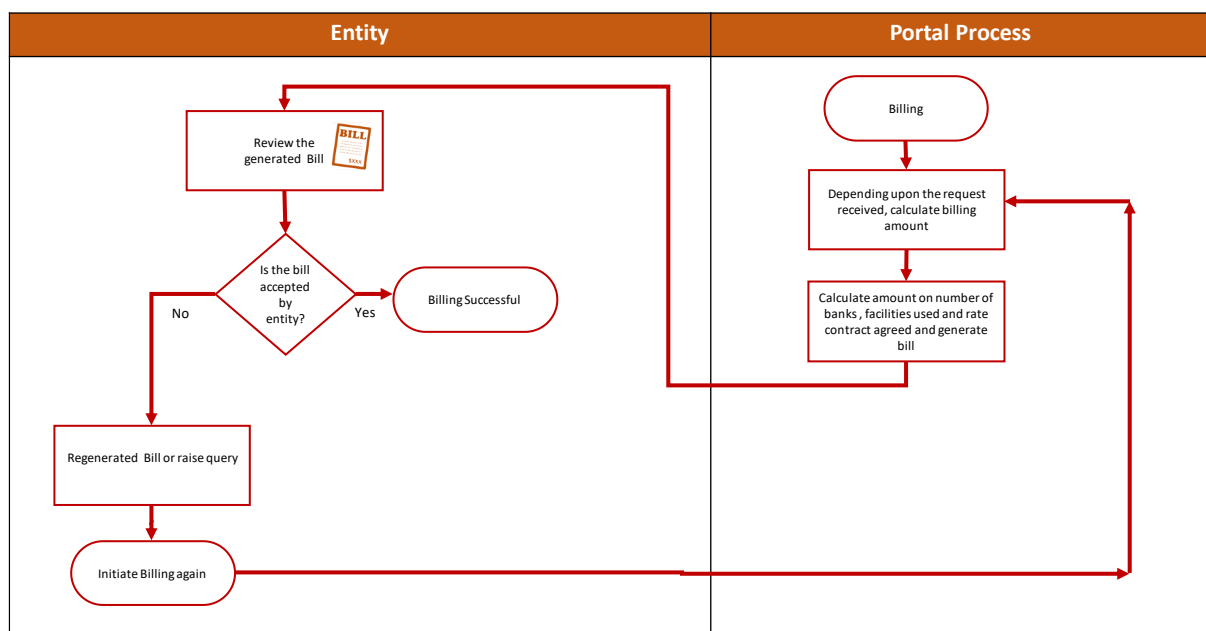 Entity
Portal Process
Billing
Review the
generated Bill
BILL
$XXX
Depending upon the request
received, calculate billing
amount
Is the bill
accepted
by
entity?
No
Yes
Billing Successful
Calculate amount on number of
banks , facilities used and rate
contract agreed and generate
bill
Regenerated Bill or raise query
Initiate Billing again